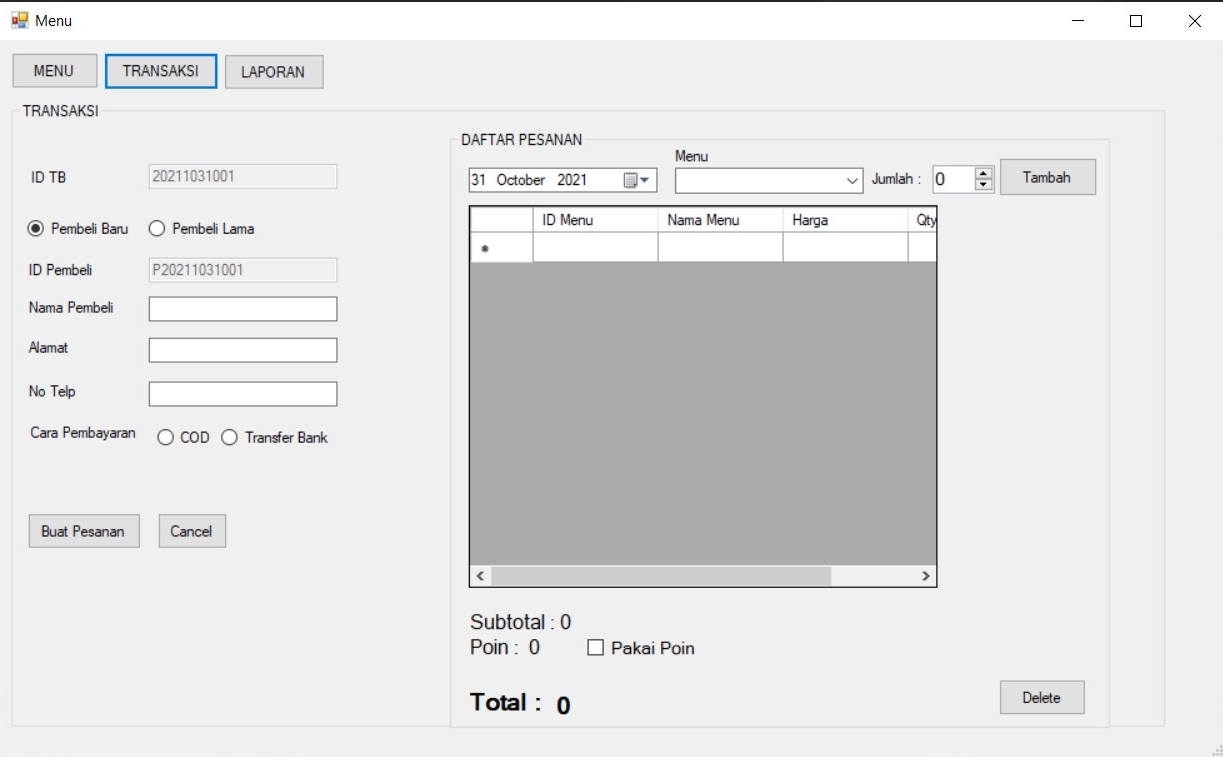 Menu
MENU TRANSAKSI LAPORAN
TRANSAKSI
ID TB 20211031001
Pembeli Baru Pembeli Lama
ID Pembeli P20211031001
Nama Pembeli
Alamat
No Telp
Cara Pembayaran COD Transfer Bank
Buat Pesanan Cancel
DAFTAR PESANAN
Menu
31 October 2021 Jumlah : 0 Tambah
ID Menu Nama Menu Harga Qty
Subtotal : 0
Poin : 0 Pakai Poin
Total : 0
Delete